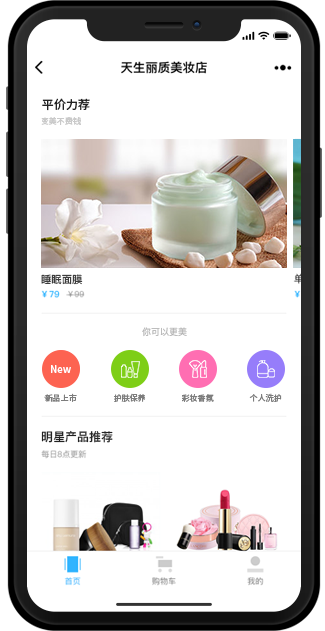 天生丽质美妆店
平价力荐
变美不费钱
睡眠面膜
¥79 ¥99
你可以更美
New
新品上市
护肤保养
彩妆香氛
个人洗护
明星产品推荐
每日8点更新
首页
购物车
我的